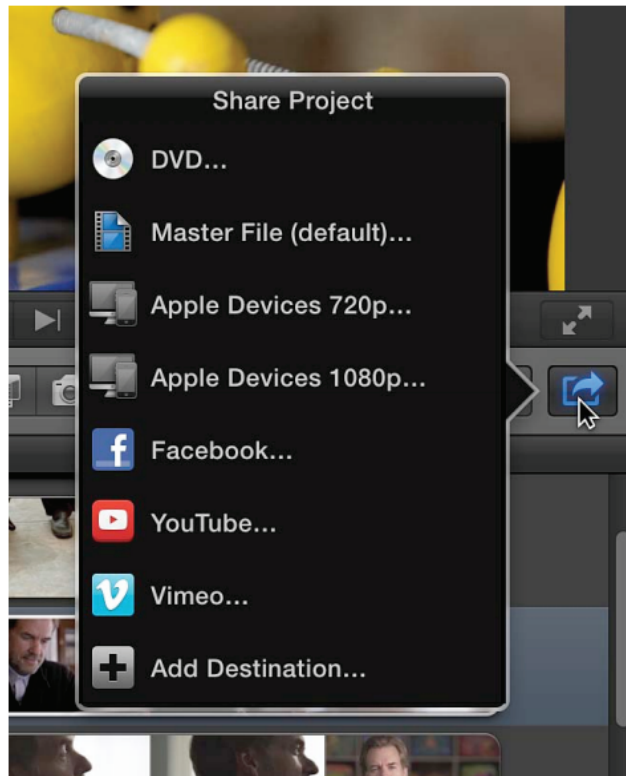 Share Project
DVD...
Master File (default)...
Apple Devices 720p...
Apple Devices 1080p...
Facebook...
YouTube...
Vimeo...
Add Destination...